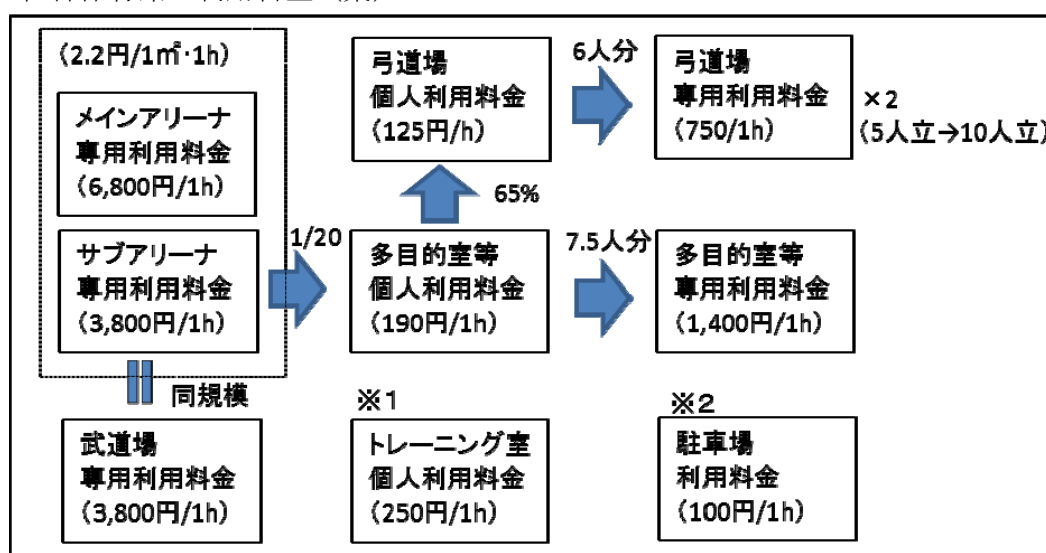 (2.2円/1㎡・1h)
メインアリーナ
専用利用料金
(6,800円/1h)
サブアリーナ
専用利用料金
(3,800円/1h)
同規模
武道場
専用利用料金
(3,800円/1h)
1/20
弓道場
個人利用料金
(125円/h)
65%
多目的室等
個人利用料金
(190円/1h)
※1
トレーニング室
個人利用料金
(250円/1h)
6人分
弓道場
専用利用料金
(750/1h)
×2
(5人立→10人立)
7.5人分
多目的室等
専用利用料金
(1,400円/1h)
※2
駐車場
利用料金
(100円/1h)